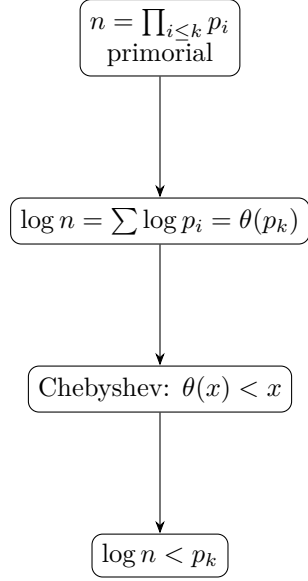 n = ∏_{i≤k} p_i
primorial
log n = ∑ log p_i = θ(p_k)
Chebyshev: θ(x) < x
log n < p_k